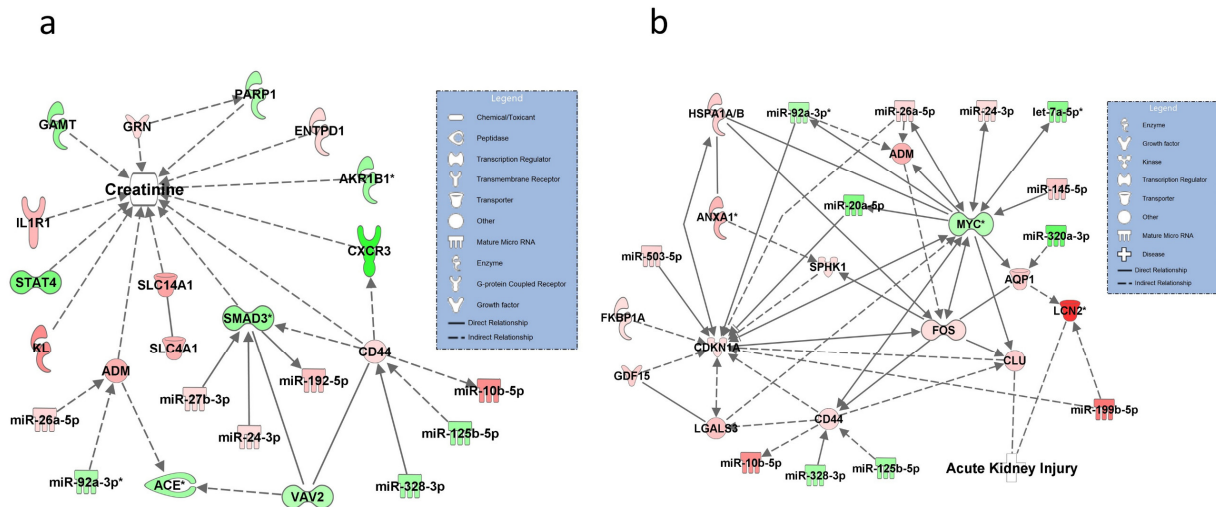 a
PARP1
GAMT
GRN
ENTPD1
Creatinine
AKR1B1*
IL1R1
CXCR3
STAT4
SLC14A1
SMAD3*
KL
SLC4A1
CD44
ADM
miR-192-5p
miR-10b-5p
miR-27b-3p
miR-26a-5p
miR-24-3p
miR-125b-5p
miR-92a-3p*
ACE*
VAV2
miR-328-3p
Legend
Chemical/Toxicant
Peptidase
Transcription Regulator
Transmembrane Receptor
Transporter
Other
Mature Micro RNA
Enzyme
G-protein Coupled Receptor
Growth factor
Direct Relationship
Indirect Relationship
b
HSPA1A/B
miR-92a-3p*
miR-26a-5p
miR-24-3p
let-7a-5p*
ADM
miR-145-5p
ANXA1*
miR-20a-5p
MYC*
miR-320a-3p
miR-503-5p
SPHK1
AQP1
LCN2*
FKBP1A
FOS
CDKN1A
CLU
GDF15
miR-199b-5p
LGALS3
CD44
miR-10b-5p
miR-328-3p
miR-125b-5p
Acute Kidney Injury
Legend
Enzyme
Growth factor
Kinase
Transcription Regulator
Transporter
Other
Mature Micro RNA
Disease
Direct Relationship
Indirect Relationship